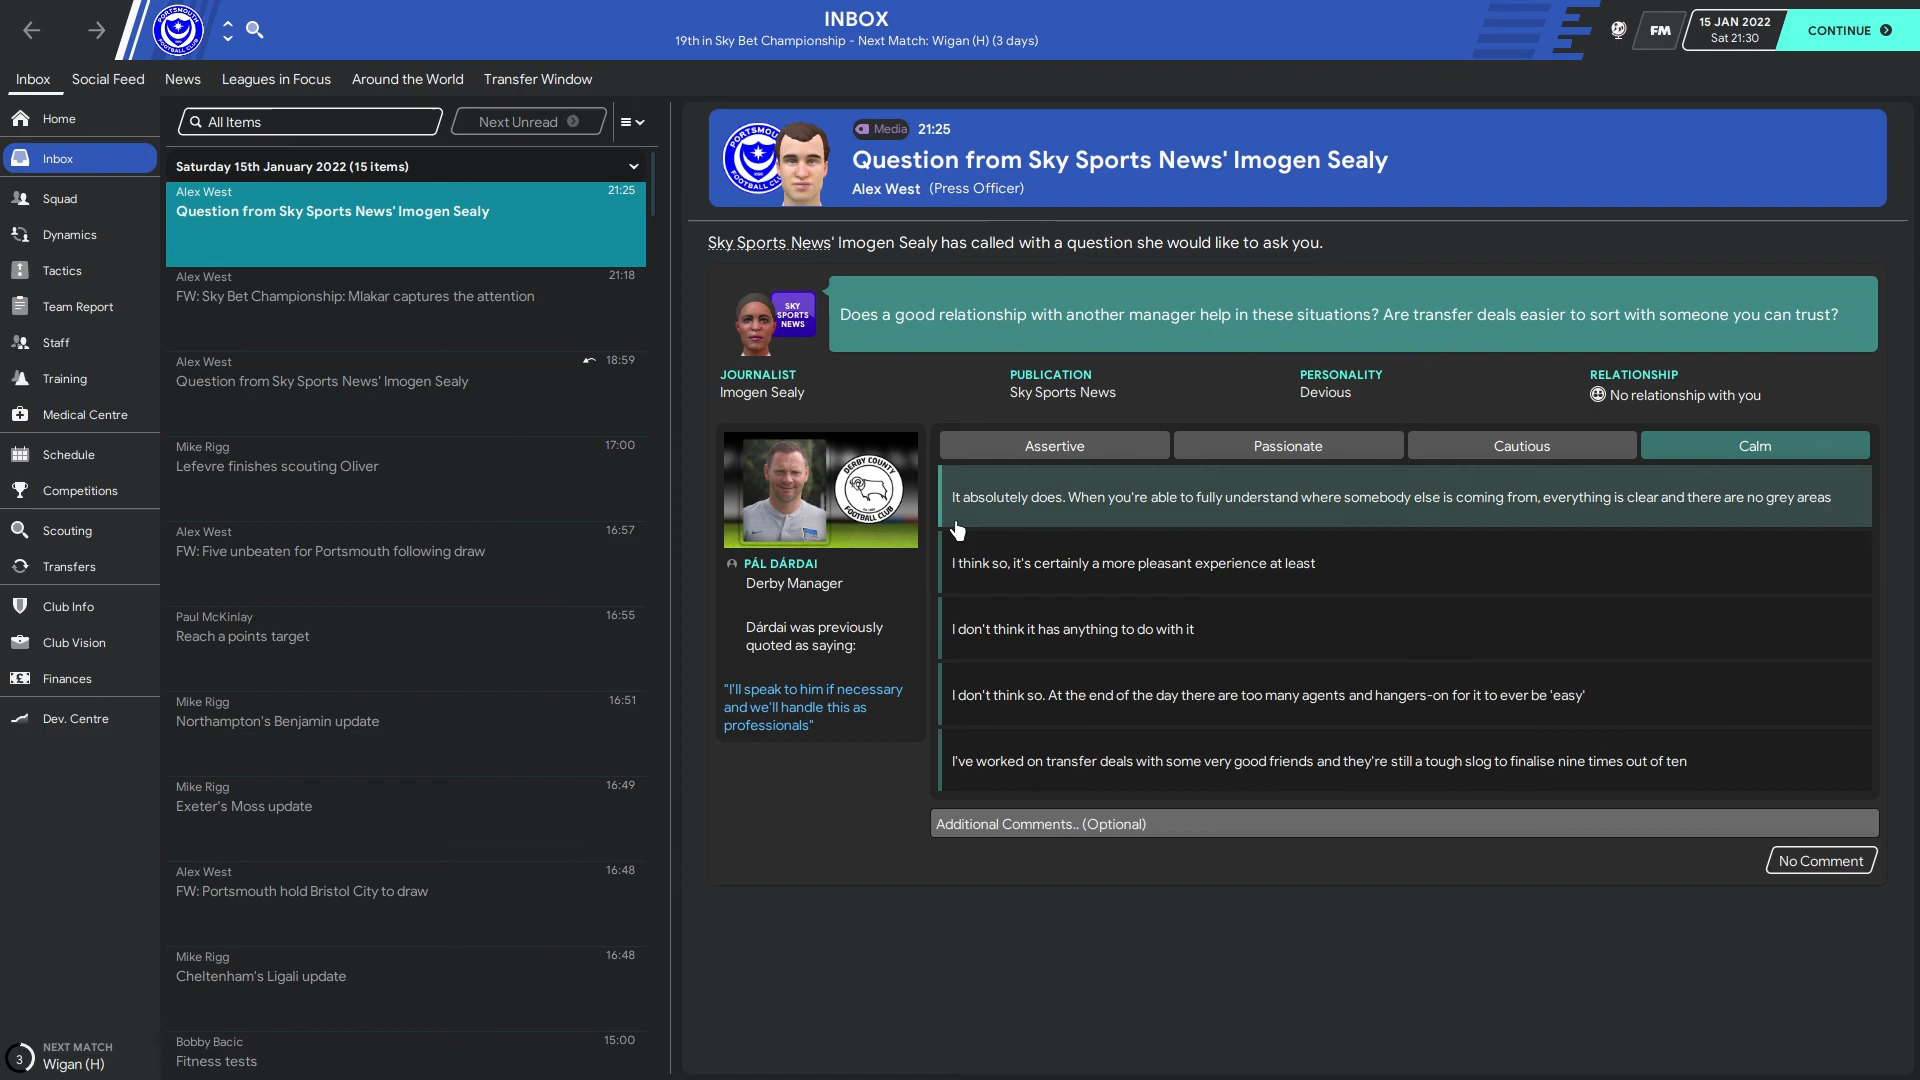 INBOX
19th in Sky Bet Championship - Next Match: Wigan (H) (3 days)
FM
15 JAN 2022
Sat 21:30
CONTINUE
Inbox
Social Feed
News
Leagues in Focus
Around the World
Transfer Window
Home
Inbox
Squad
Dynamics
Tactics
Team Report
Staff
Training
Medical Centre
Schedule
Competitions
Scouting
Transfers
Club Info
Club Vision
Finances
Dev. Centre
3
NEXT MATCH
Wigan (H)
All Items
Next Unread
Saturday 15th January 2022 (15 items)
Alex West 21:25
Question from Sky Sports News' Imogen Sealy
Alex West 21:18
FW: Sky Bet Championship: Mlakar captures the attention
Alex West 18:59
Question from Sky Sports News' Imogen Sealy
Mike Rigg 17:00
Lefevre finishes scouting Oliver
Alex West 16:57
FW: Five unbeaten for Portsmouth following draw
Paul McKinlay 16:55
Reach a points target
Mike Rigg 16:51
Northampton's Benjamin update
Mike Rigg 16:49
Exeter's Moss update
Alex West 16:48
FW: Portsmouth hold Bristol City to draw
Mike Rigg 16:48
Cheltenham's Ligali update
Bobby Bacic 15:00
Fitness tests
PORTSMOUTH
FOOTBALL CLUB
Media 21:25
Question from Sky Sports News' Imogen Sealy
Alex West (Press Officer)
Sky Sports News' Imogen Sealy has called with a question she would like to ask you.
SKY
SPORTS
NEWS
Does a good relationship with another manager help in these situations? Are transfer deals easier to sort with someone you can trust?
JOURNALIST
Imogen Sealy
PUBLICATION
Sky Sports News
PERSONALITY
Devious
RELATIONSHIP
No relationship with you
DERBY COUNTY
FOOTBALL CLUB
PÁL DÁRDAI
Derby Manager
Dárdai was previously
quoted as saying:
"I'll speak to him if necessary
and we'll handle this as
professionals"
Assertive
Passionate
Cautious
Calm
It absolutely does. When you're able to fully understand where somebody else is coming from, everything is clear and there are no grey areas
I think so, it's certainly a more pleasant experience at least
I don't think it has anything to do with it
I don't think so. At the end of the day there are too many agents and hangers-on for it to ever be 'easy'
I've worked on transfer deals with some very good friends and they're still a tough slog to finalise nine times out of ten
Additional Comments.. (Optional)
No Comment